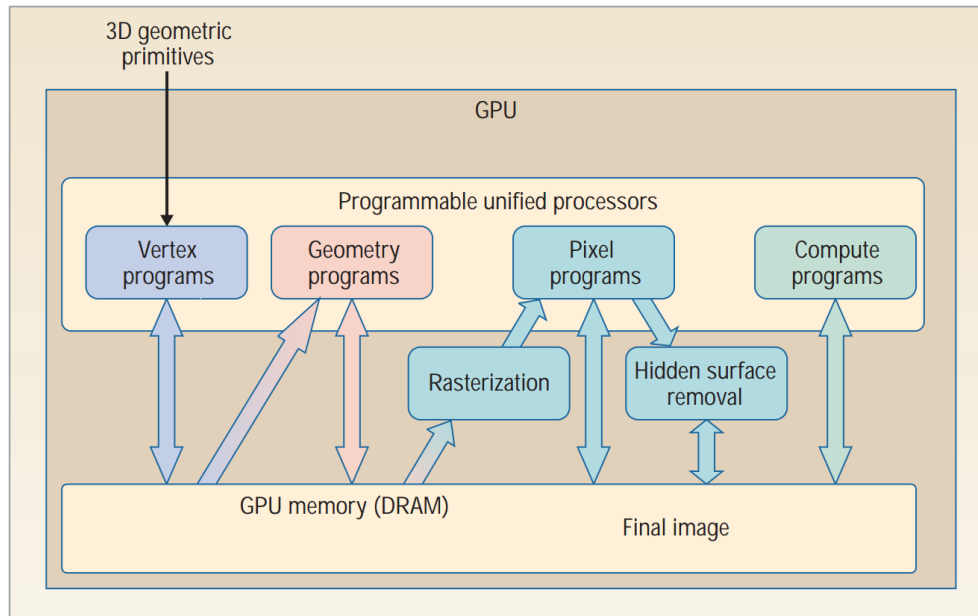 3D geometric
primitives
GPU
Programmable unified processors
Vertex
programs
Geometry
programs
Pixel
programs
Compute
programs
Rasterization
Hidden surface
removal
GPU memory (DRAM)
Final image